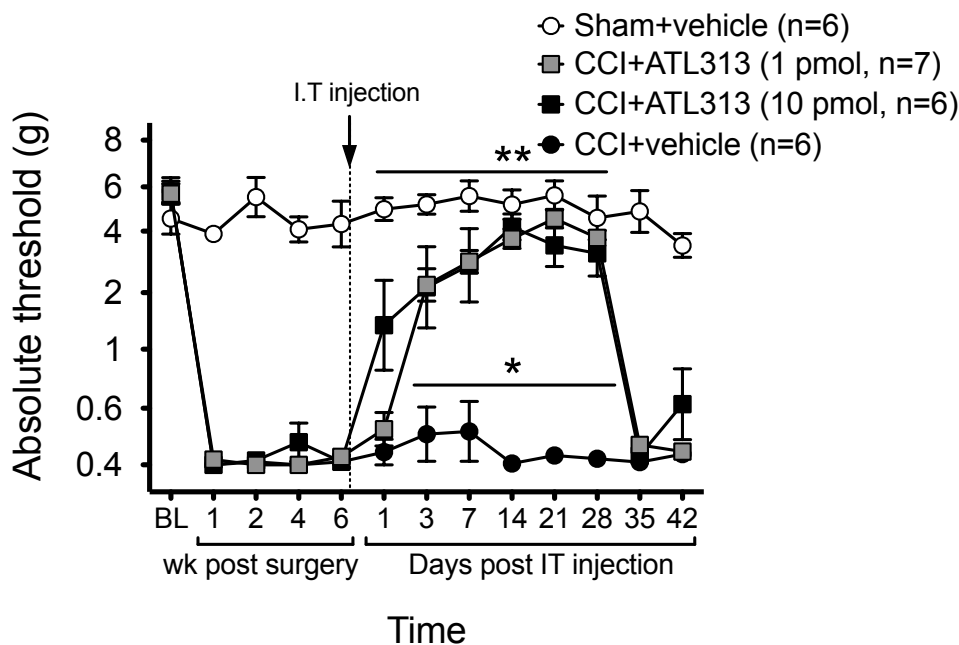 Sham+vehicle (n=6)
CCI+ATL313 (1 pmol, n=7)
CCI+ATL313 (10 pmol, n=6)
CCI+vehicle (n=6)
I.T injection
Absolute threshold (g)
8
6
4
2
1
0.6
0.4
**
*
BL 1 2 4 6 1 3 7 14 21 28 35 42
wk post surgery Days post IT injection
Time